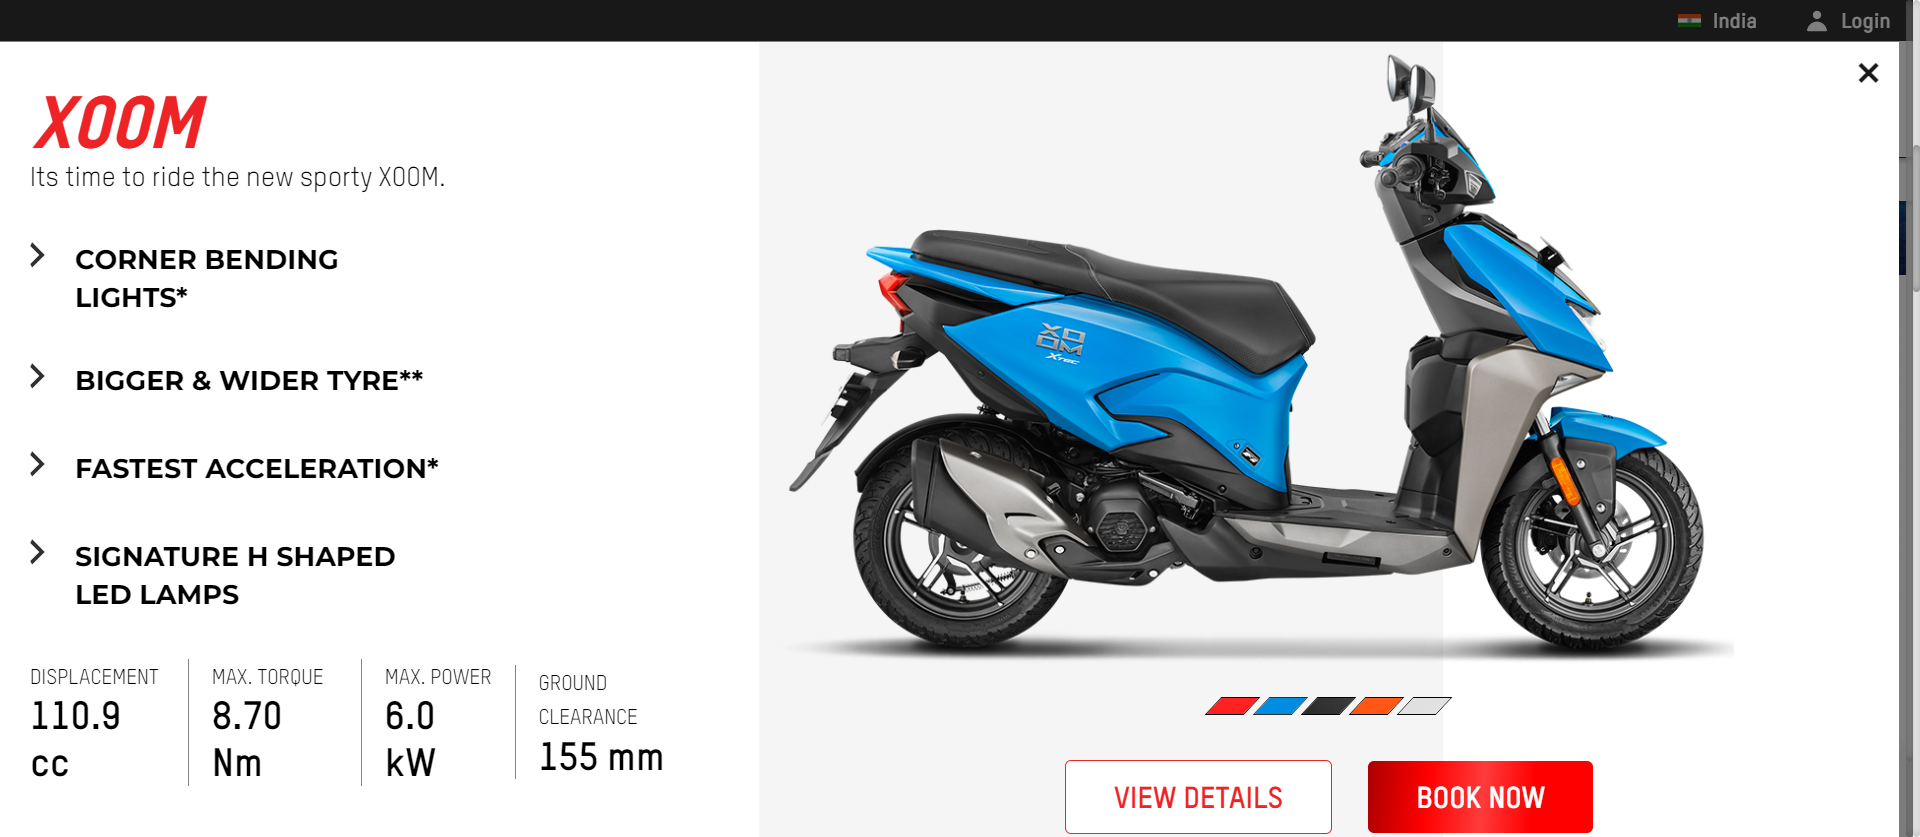 India
Login
XOOM
Its time to ride the new sporty XOOM.
CORNER BENDING
LIGHTS*
BIGGER & WIDER TYRE**
FASTEST ACCELERATION*
SIGNATURE H SHAPED
LED LAMPS
DISPLACEMENT
110.9
cc
MAX. TORQUE
8.70
Nm
MAX. POWER
6.0
kW
GROUND
CLEARANCE
155 mm
XO
OM
XTEC
VIEW DETAILS
BOOK NOW